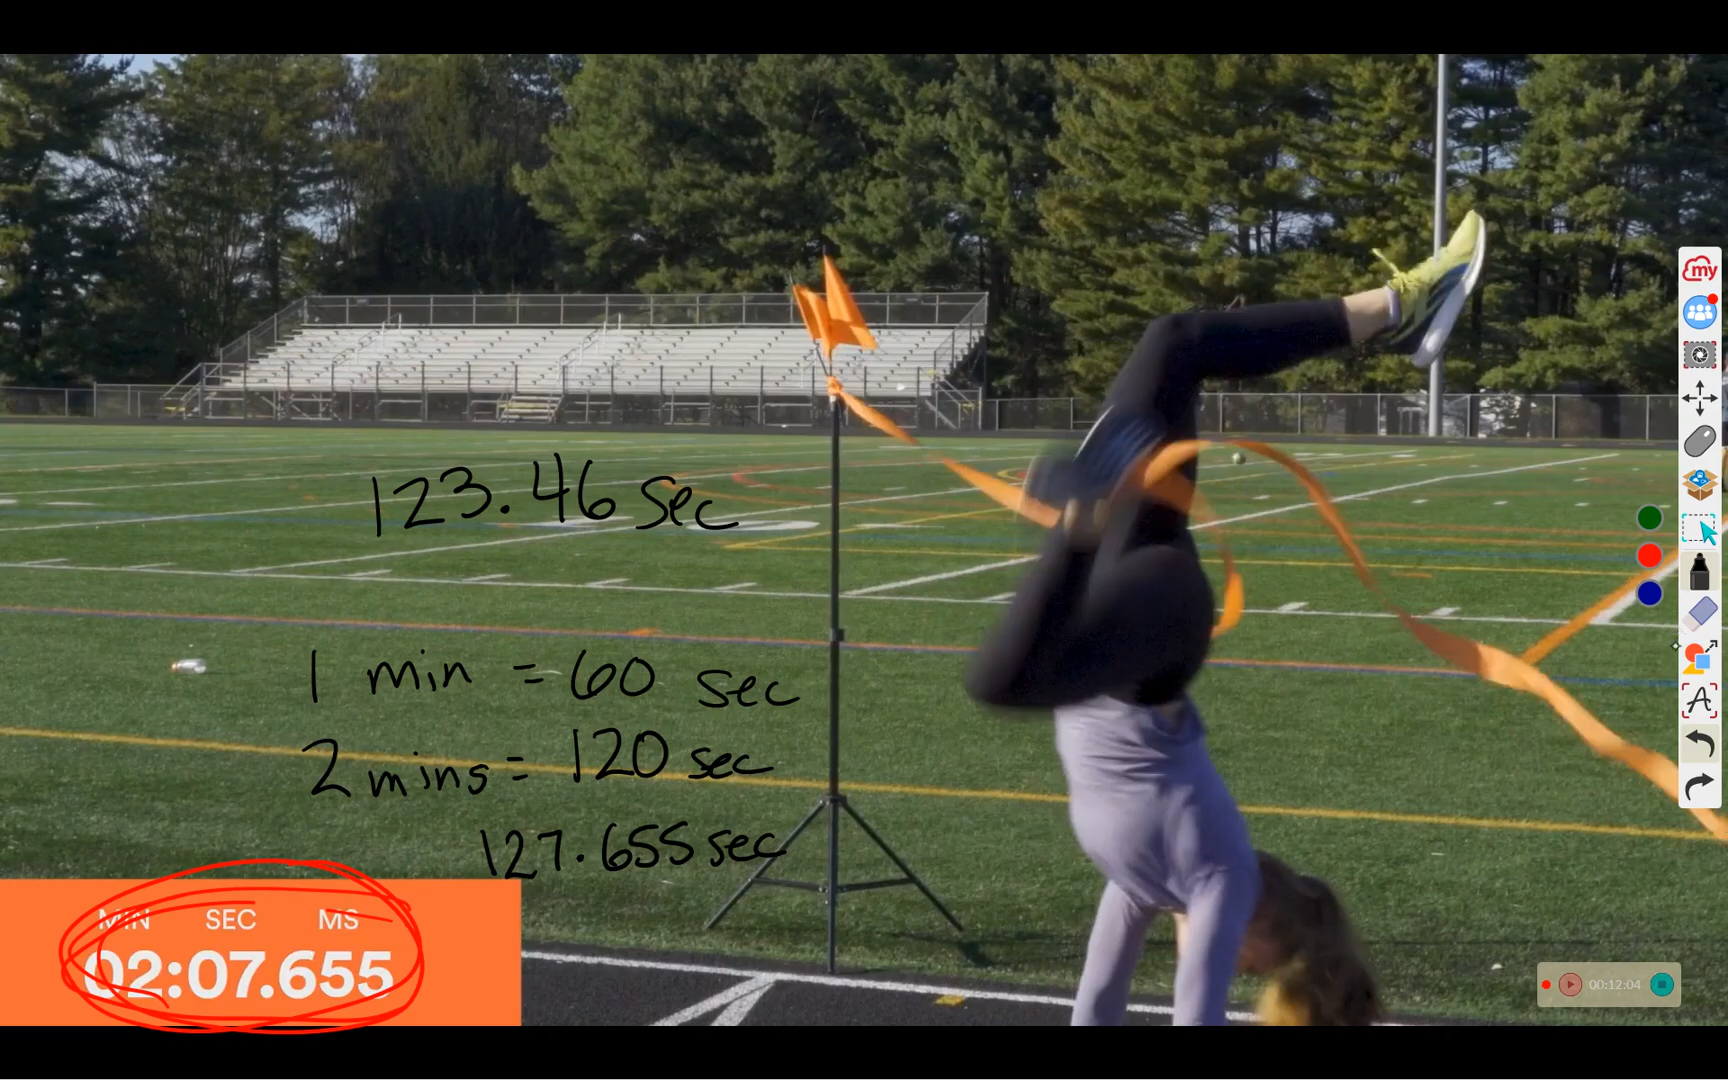 my
123.46 sec
1 min = 60 sec
2 mins = 120 sec
127.655 sec
MIN SEC MS
02:07.655
A
00:12:04